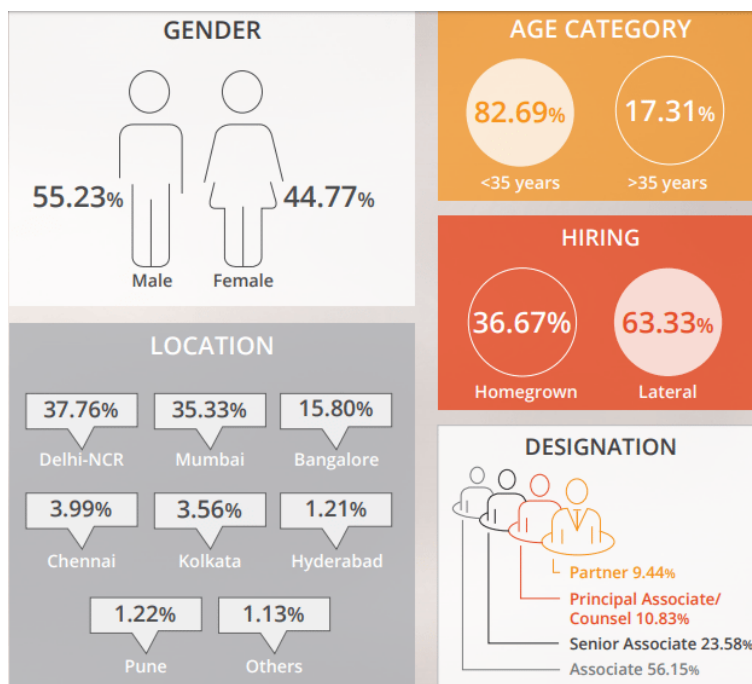 GENDER
55.23%
44.77%
Male
Female
AGE CATEGORY
82.69%
17.31%
<35 years
>35 years
HIRING
36.67%
63.33%
Homegrown
Lateral
LOCATION
37.76%
35.33%
15.80%
Delhi-NCR
Mumbai
Bangalore
3.99%
3.56%
1.21%
Chennai
Kolkata
Hyderabad
1.22%
1.13%
Pune
Others
DESIGNATION
Partner 9.44%
Principal Associate/
Counsel 10.83%
Senior Associate 23.58%
Associate 56.15%